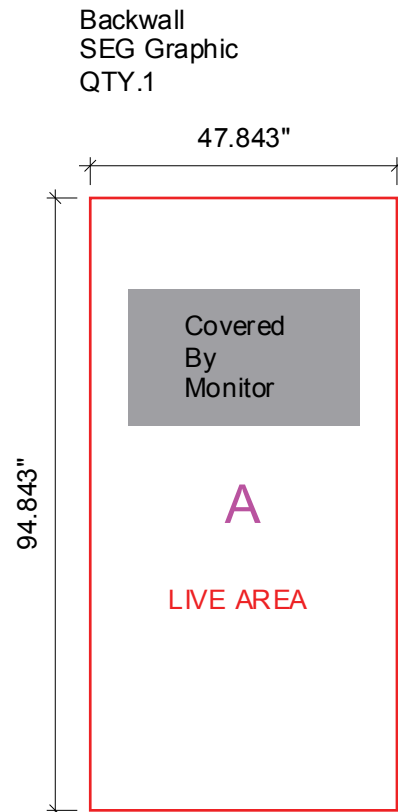 Backwall
SEG Graphic
QTY.1
47.843"
Covered
By
Monitor
94.843"
A
LIVE AREA